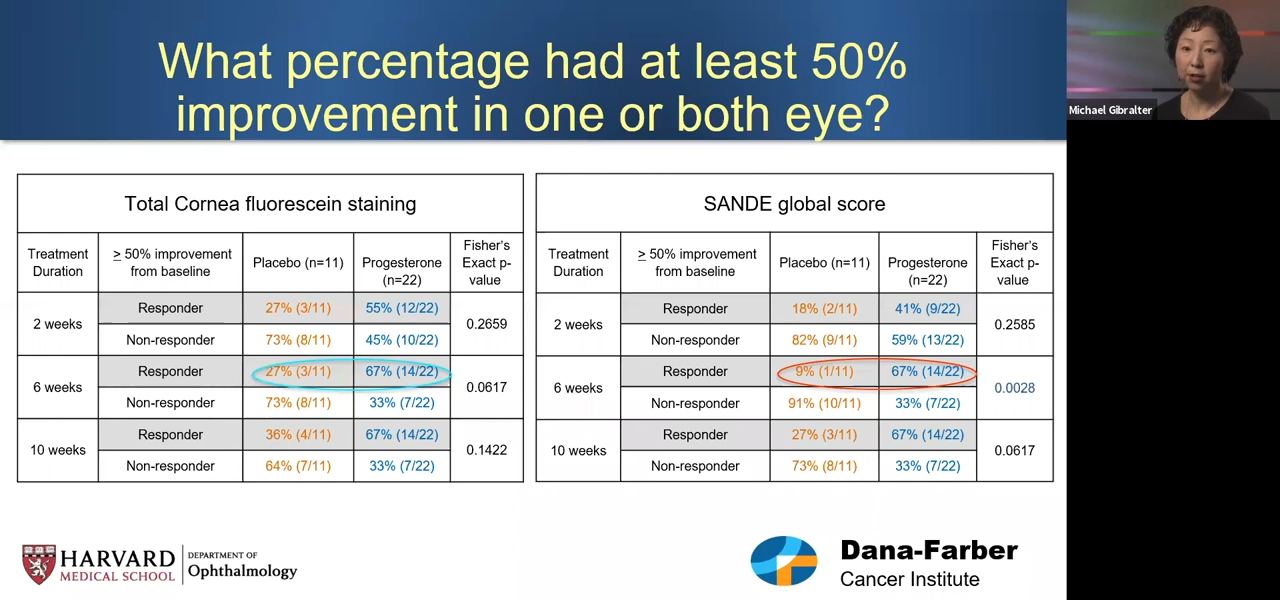 What percentage had at least 50%
improvement in one or both eye?
Michael Gibralter
Total Cornea fluorescein staining
Treatment Duration
≥ 50% improvement from baseline
Placebo (n=11)
Progesterone (n=22)
Fisher's Exact p-value
2 weeks
Responder
27% (3/11)
55% (12/22)
0.2659
Non-responder
73% (8/11)
45% (10/22)
6 weeks
Responder
27% (3/11)
67% (14/22)
0.0617
Non-responder
73% (8/11)
33% (7/22)
10 weeks
Responder
36% (4/11)
67% (14/22)
0.1422
Non-responder
64% (7/11)
33% (7/22)
SANDE global score
Treatment Duration
≥ 50% improvement from baseline
Placebo (n=11)
Progesterone (n=22)
Fisher's Exact p-value
2 weeks
Responder
18% (2/11)
41% (9/22)
0.2585
Non-responder
82% (9/11)
59% (13/22)
6 weeks
Responder
9% (1/11)
67% (14/22)
0.0028
Non-responder
91% (10/11)
33% (7/22)
10 weeks
Responder
27% (3/11)
67% (14/22)
0.0617
Non-responder
73% (8/11)
33% (7/22)
HARVARD
MEDICAL SCHOOL
DEPARTMENT OF
Ophthalmology
Dana-Farber
Cancer Institute